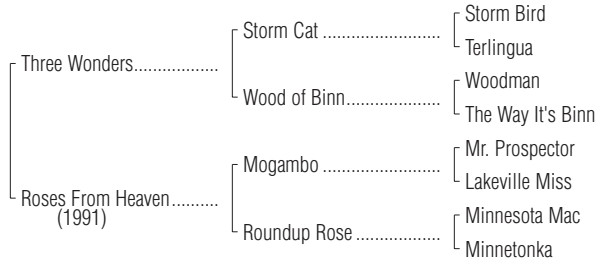 Storm Bird
Storm Cat ........................
Terlingua
Three Wonders.................
Woodman
Wood of Binn...................
The Way It's Binn
Mr. Prospector
Mogambo ........................
Lakeville Miss
Roses From Heaven..........
(1991)
Minnesota Mac
Roundup Rose .................
Minnetonka